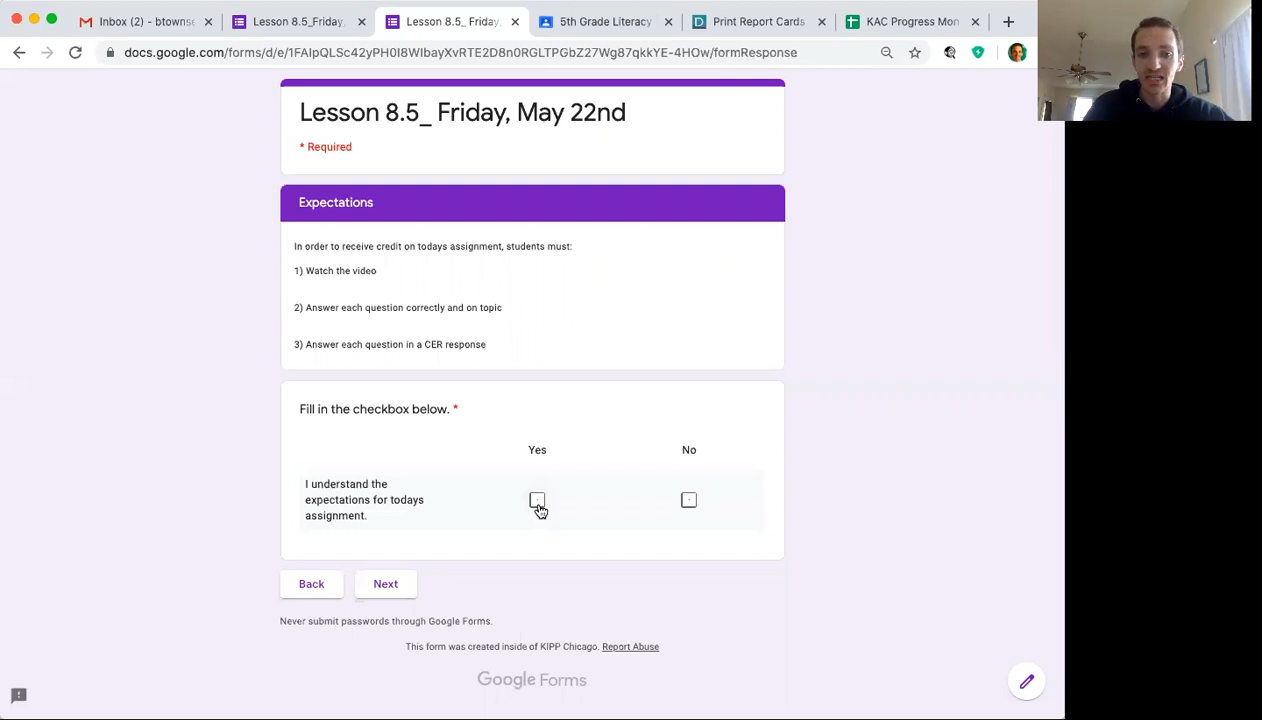 Inbox (2) - btownse
Lesson 8.5_Friday,
Lesson 8.5_ Friday,
5th Grade Literacy
Print Report Cards
KAC Progress Mon
docs.google.com/forms/d/e/1FAIpQLSc42yPH0I8WIbayXvRTE2D8n0RGLTPGbZ27Wg87qkkYE-4HOw/formResponse
Lesson 8.5_ Friday, May 22nd
* Required
Expectations
In order to receive credit on todays assignment, students must:
1) Watch the video
2) Answer each question correctly and on topic
3) Answer each question in a CER response
Fill in the checkbox below. *
Yes No
I understand the
expectations for todays
assignment.
Back Next
Never submit passwords through Google Forms.
This form was created inside of KIPP Chicago. Report Abuse
Google Forms